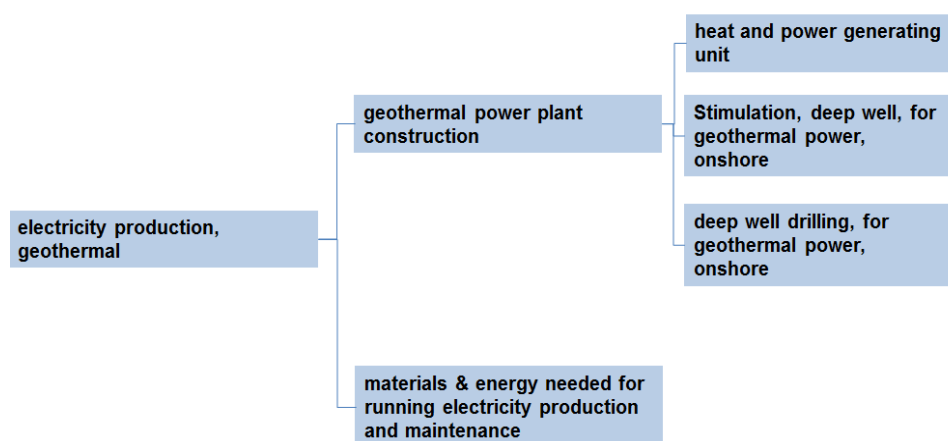 heat and power generating
unit
geothermal power plant
construction
Stimulation, deep well, for
geothermal power,
onshore
electricity production,
geothermal
deep well drilling, for
geothermal power,
onshore
materials & energy needed for
running electricity production
and maintenance